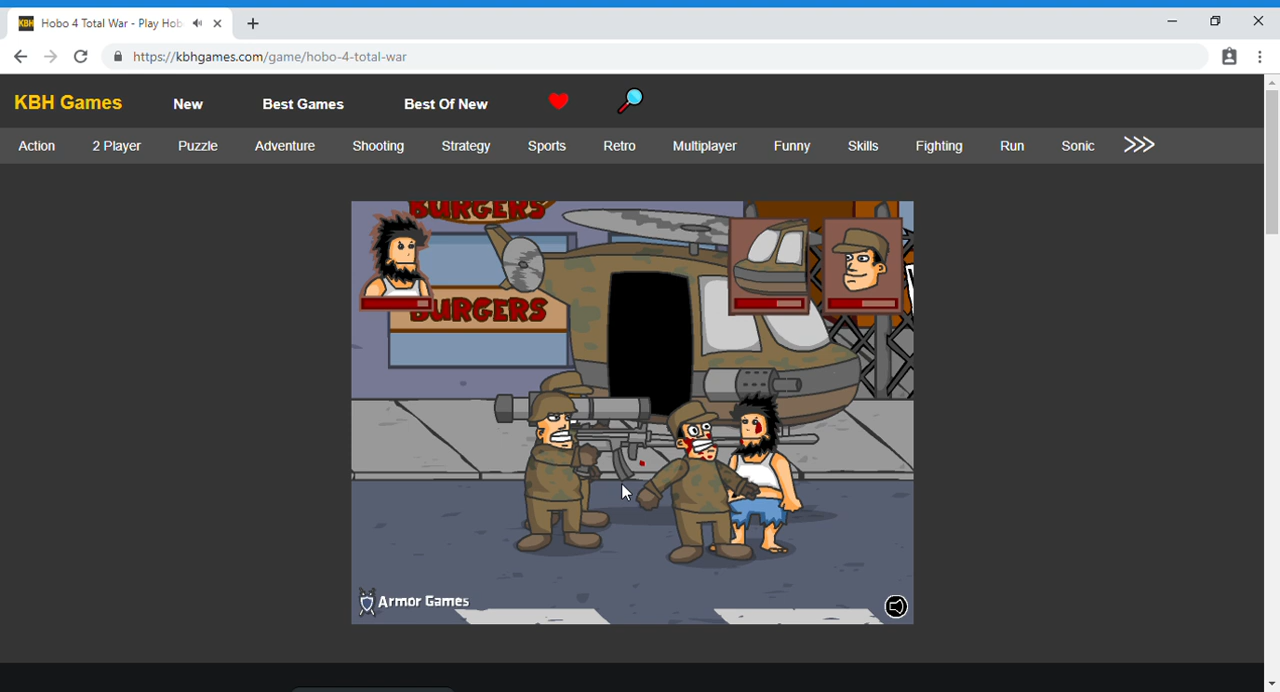 KBH
Hobo 4 Total War - Play Hob
https://kbhgames.com/game/hobo-4-total-war
KBH Games
New
Best Games
Best Of New
Action
2 Player
Puzzle
Adventure
Shooting
Strategy
Sports
Retro
Multiplayer
Funny
Skills
Fighting
Run
Sonic
BURGERS
BURGERS
Armor Games